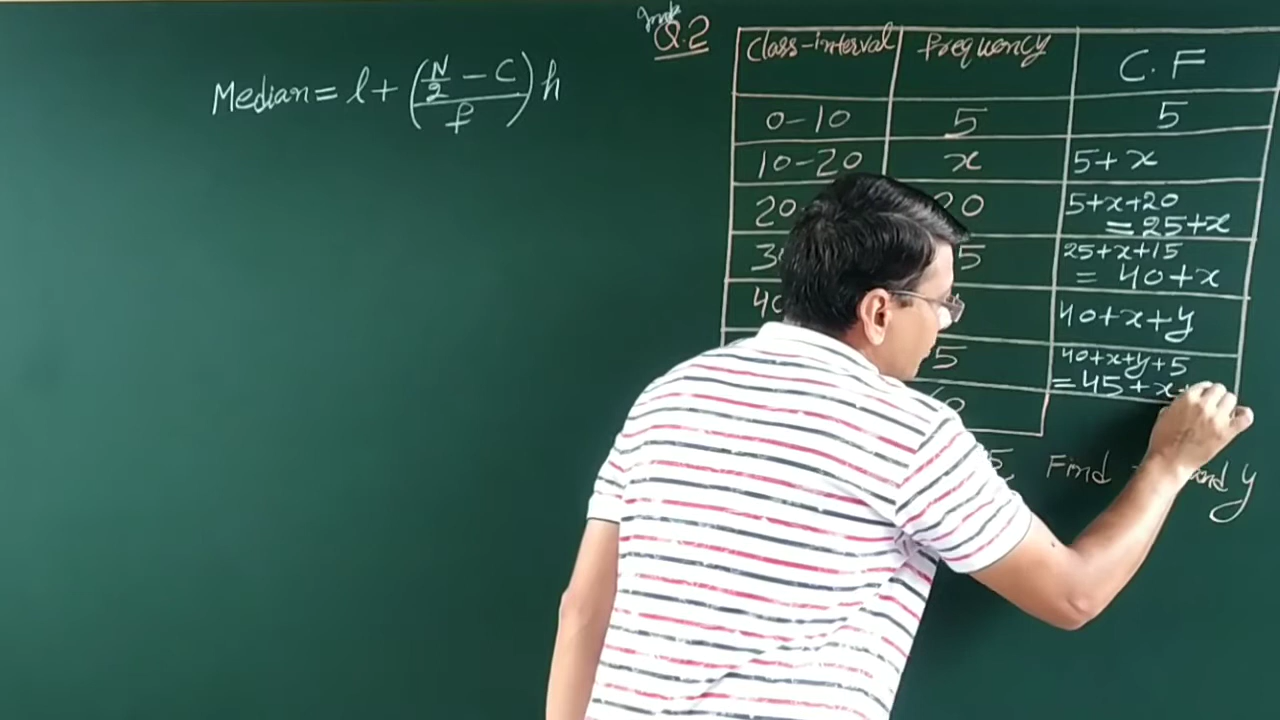 Q.2
Median = l + ((N/2 - C)/f) h
Class-interval frequency C.F
0-10 5 5
10-20 x 5+x
20 20 5+x+20
=25+x
3 5 25+x+15
= 40+x
40 40+x+y
5 40+x+y+5
=45+x+
Find and y